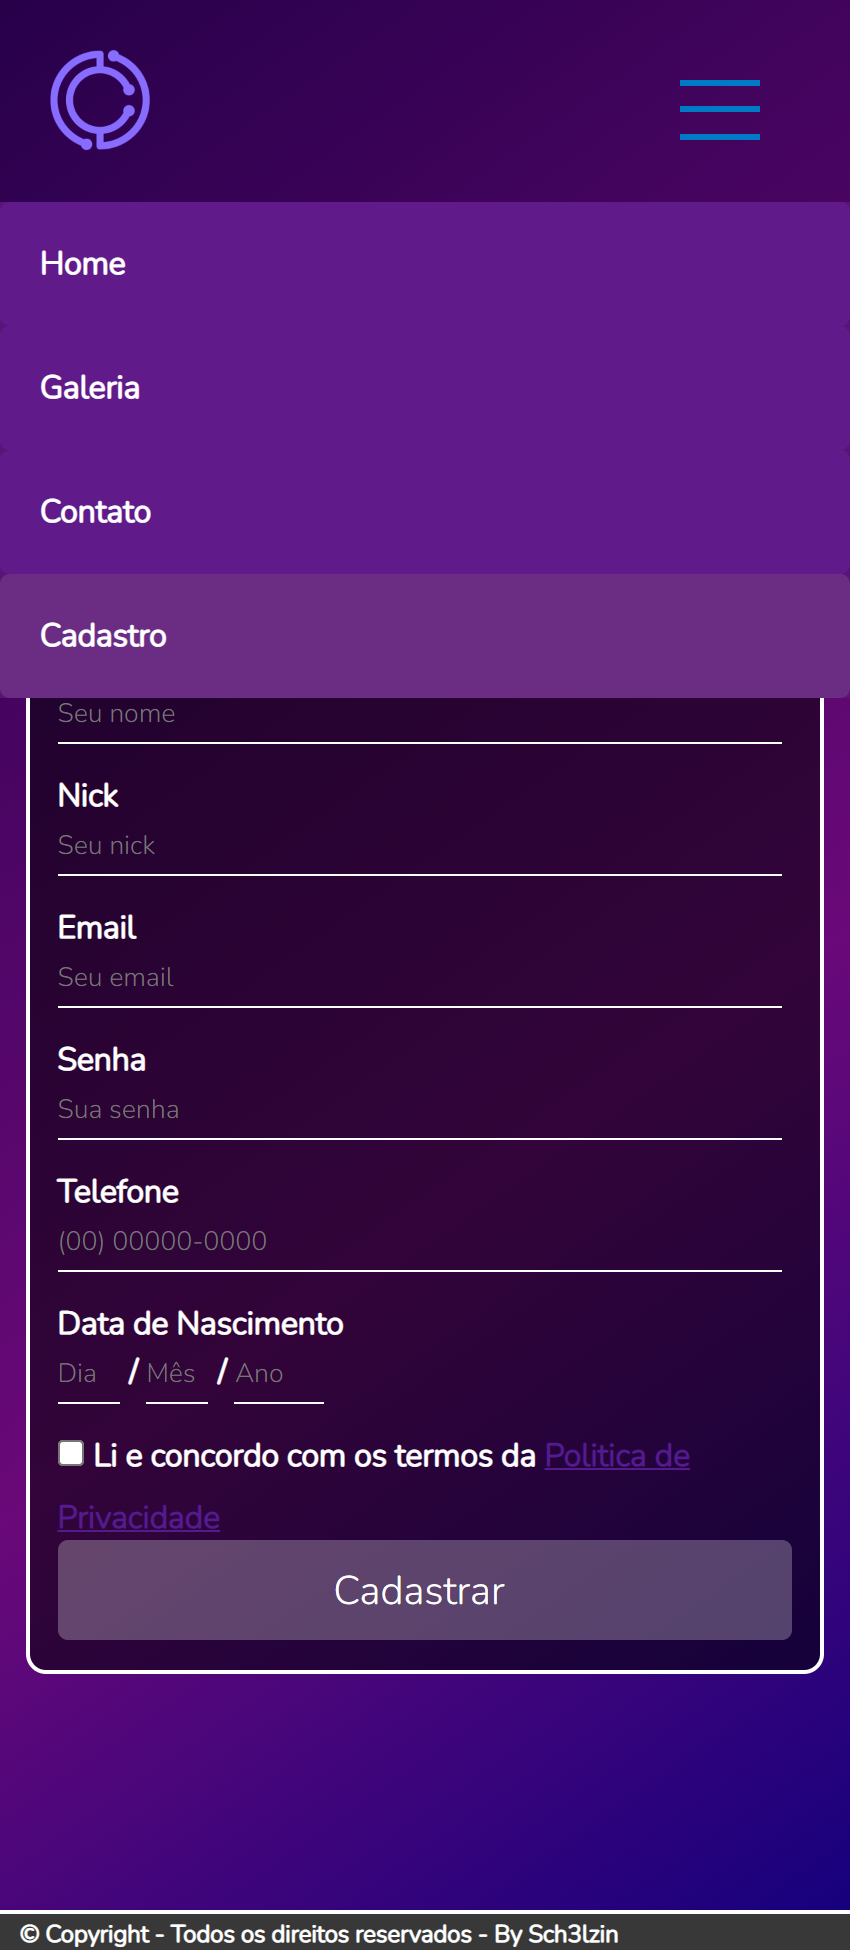 Home
Galeria
Contato
Cadastro
Seu nome
Nick
Seu nick
Email
Seu email
Senha
Sua senha
Telefone
(00) 00000-0000
Data de Nascimento
Dia / Mês / Ano
Li e concordo com os termos da Politica de
Privacidade
Cadastrar
© Copyright - Todos os direitos reservados - By Sch3lzin